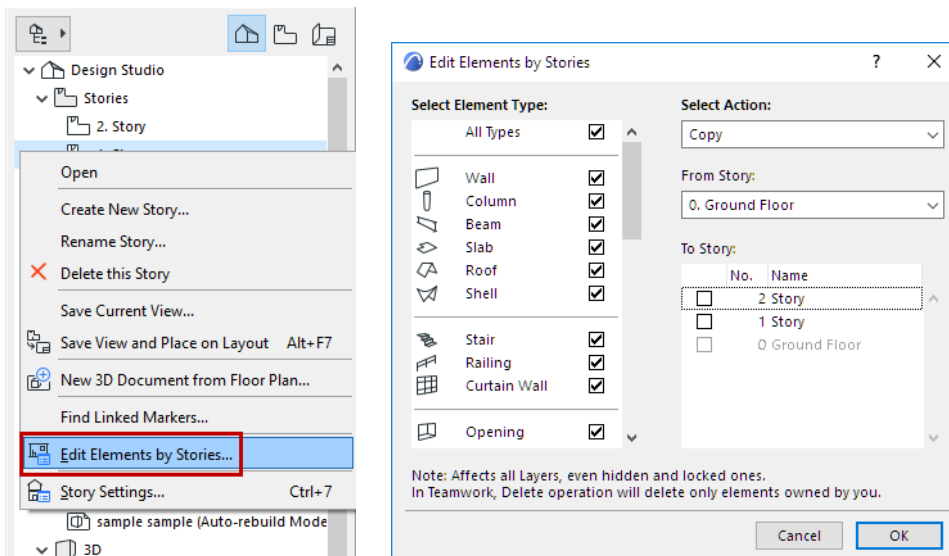 Design Studio
Stories
2. Story
Open
Create New Story...
Rename Story...
Delete this Story
Save Current View...
Save View and Place on Layout Alt+F7
New 3D Document from Floor Plan...
Find Linked Markers...
Edit Elements by Stories...
Story Settings... Ctrl+7
sample sample (Auto-rebuild Mode
3D
Edit Elements by Stories
Select Element Type:
All Types
Wall
Column
Beam
Slab
Roof
Shell
Stair
Railing
Curtain Wall
Opening
Select Action:
Copy
From Story:
0. Ground Floor
To Story:
No. Name
2 Story
1 Story
0 Ground Floor
Note: Affects all Layers, even hidden and locked ones.
In Teamwork, Delete operation will delete only elements owned by you.
Cancel OK